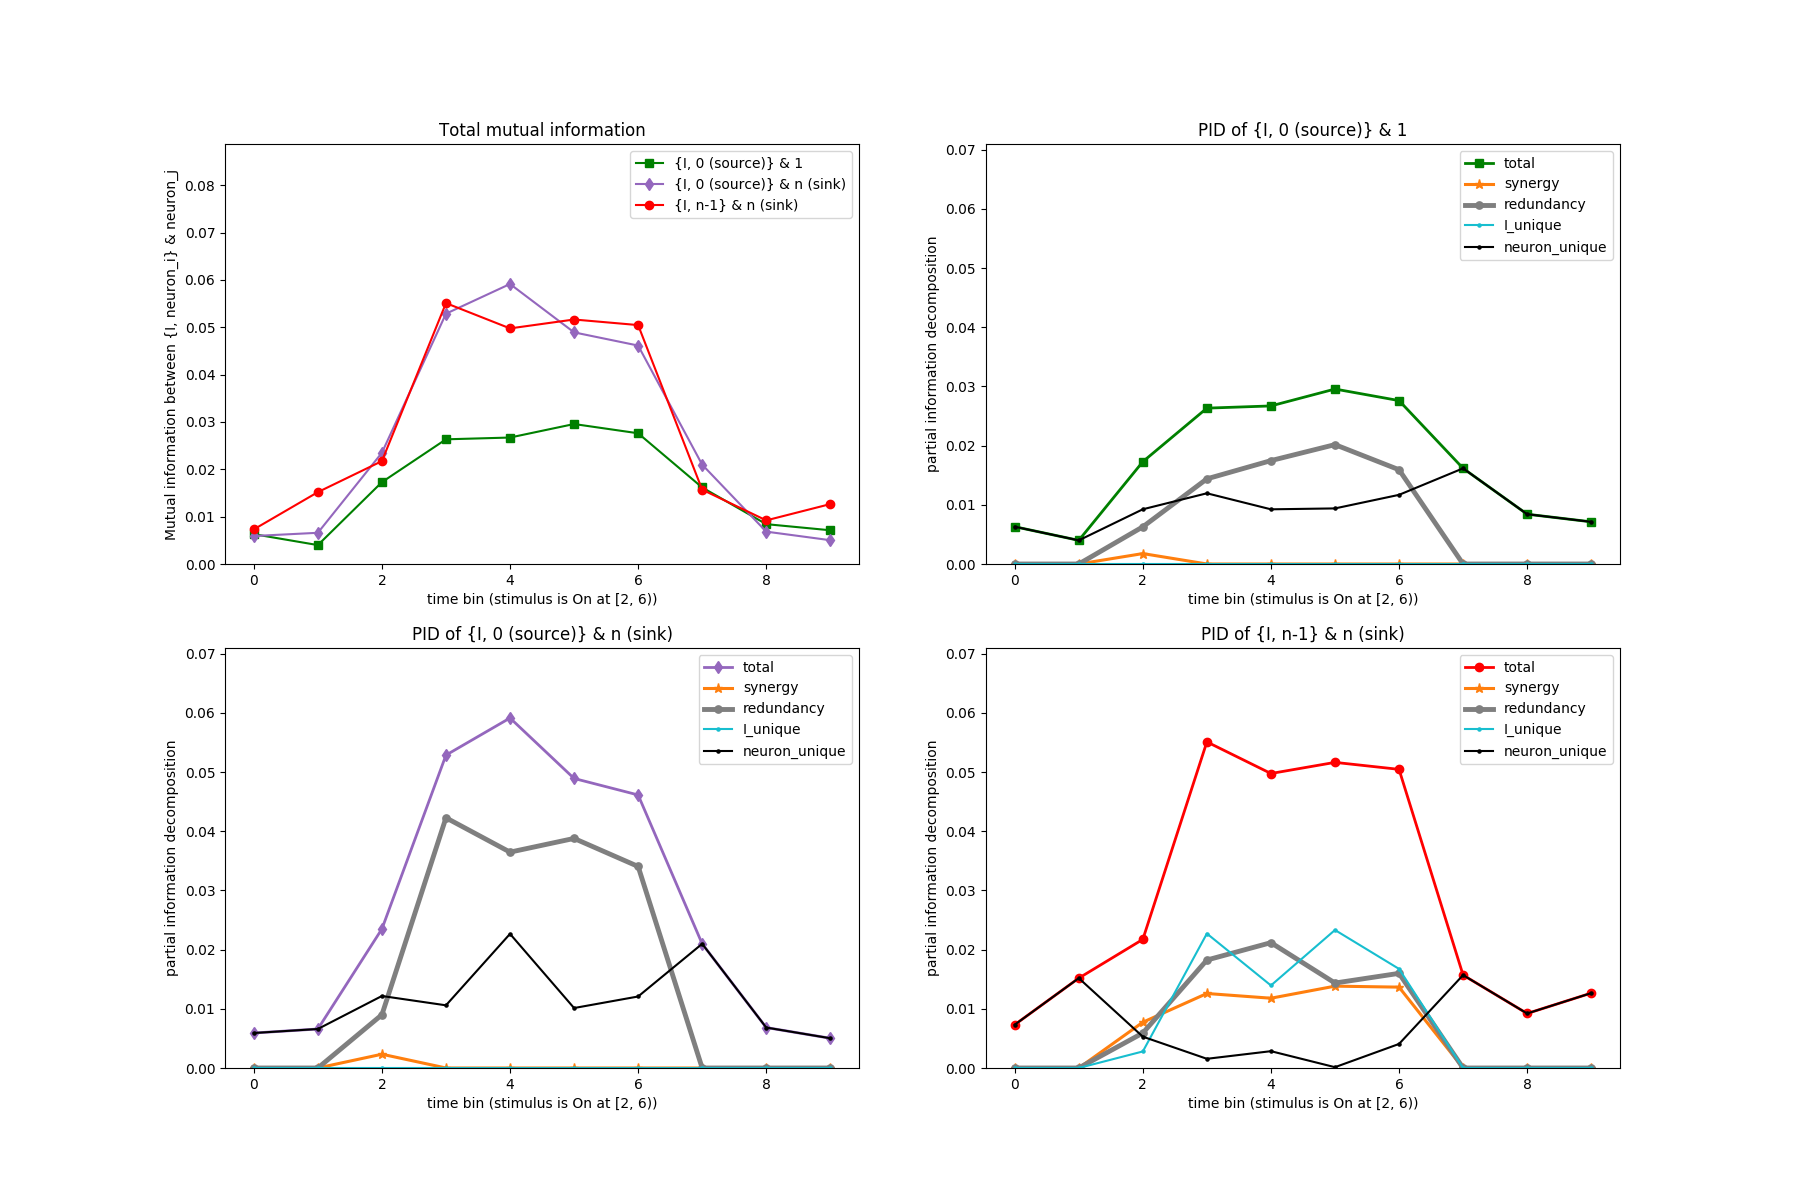 Total mutual information
Mutual information between {I, neuron_i} & neuron_j
0.08
0.07
0.06
0.05
0.04
0.03
0.02
0.01
0.00
{I, 0 (source)} & 1
{I, 0 (source)} & n (sink)
{I, n-1} & n (sink)
0 2 4 6 8
time bin (stimulus is On at [2, 6))
PID of {I, 0 (source)} & 1
partial information decomposition
0.07
0.06
0.05
0.04
0.03
0.02
0.01
0.00
total
synergy
redundancy
I_unique
neuron_unique
0 2 4 6 8
time bin (stimulus is On at [2, 6))
PID of {I, 0 (source)} & n (sink)
partial information decomposition
0.07
0.06
0.05
0.04
0.03
0.02
0.01
0.00
total
synergy
redundancy
I_unique
neuron_unique
0 2 4 6 8
time bin (stimulus is On at [2, 6))
PID of {I, n-1} & n (sink)
partial information decomposition
0.07
0.06
0.05
0.04
0.03
0.02
0.01
0.00
total
synergy
redundancy
I_unique
neuron_unique
0 2 4 6 8
time bin (stimulus is On at [2, 6))